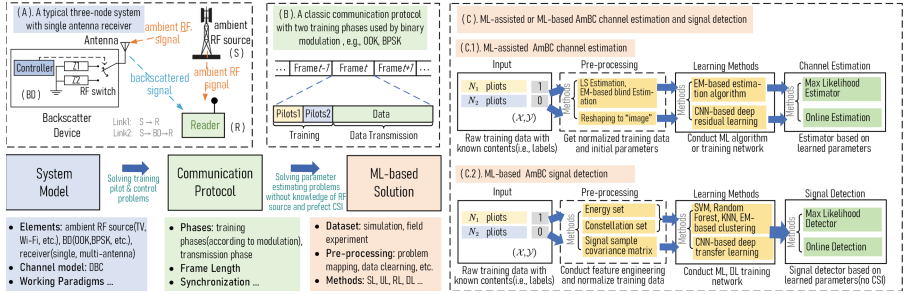 (A). A typical three-node system
with single antenna receiver
Antenna
ambient RF
signal
ambient
RF source
(S)
Controller
Z1
Z2
RF switch
(BD)
backscattered
signal
ambient RF
signal
Backscatter
Device
Link1: S→R
Link2: S→BD→R
Reader
(R)
(B). A classic communication protocol
with two training phases used by binary
modulation , e.g., OOK, BPSK
...
Frame t-1
Frame t
Frame t+1
...
Pilots1
Pilots2
Data
Training
Data Transmission
System
Model
Solving training
pilot & control
problems
Communication
Protocol
Solving parameter
estimating problems
without knowledge of RF
source and prefect CSI
ML-based
Solution
• Elements: ambient RF source(TV,
Wi-Fi, etc.), BD(OOK,BPSK, etc.),
receiver(single, multi-antenna)
• Channel model: DBC
• Working Paradigms ...
• Phases: training
phases(according to modulation),
transmission phase
• Frame Length
• Synchronization ...
• Dataset: simulation, field
experiment
• Pre-processing: problem
mapping, data clearning, etc.
• Methods: SL, UL, RL, DL ...
(C). ML-assisted or ML-based AmBC channel estimation and signal detection
(C.1). ML-assisted AmBC channel estimation
Input
N1 pliots 1
N2 pliots 0
(X,Y)
Raw training data with
known contents(i.e., labels)
Pre-processing
Methods
LS Estimation,
EM-based blind Estim-
ation
Reshaping to "image"
Get normalized training data
and initial parameters
Learning Methods
Methods
EM-based estima-
tion algorithm
CNN-based deep
residual learning
Conduct ML algorithm
or training network
Channel Estimation
Max Likelihood
Estimator
Online Estimation
Estimator based on
learned parameters
(C.2). ML-based AmBC signal detection
Input
N1 pliots 1
N2 pliots 0
(X,Y)
Raw training data with
known contents(i.e., labels)
Pre-processing
Methods
Energy set
Constellation set
Signal sample
covariance matrix
Conduct feature engineering
and normalize training data
Learning Methods
Methods
SVM, Random
Forest, KNN, EM-
based clustering
CNN-based deep
transfer learning
Conduct ML, DL training
network
Signal Detection
Max Likelihood
Detector
Online Detection
Signal detector based on
learned parameters(no CSI)